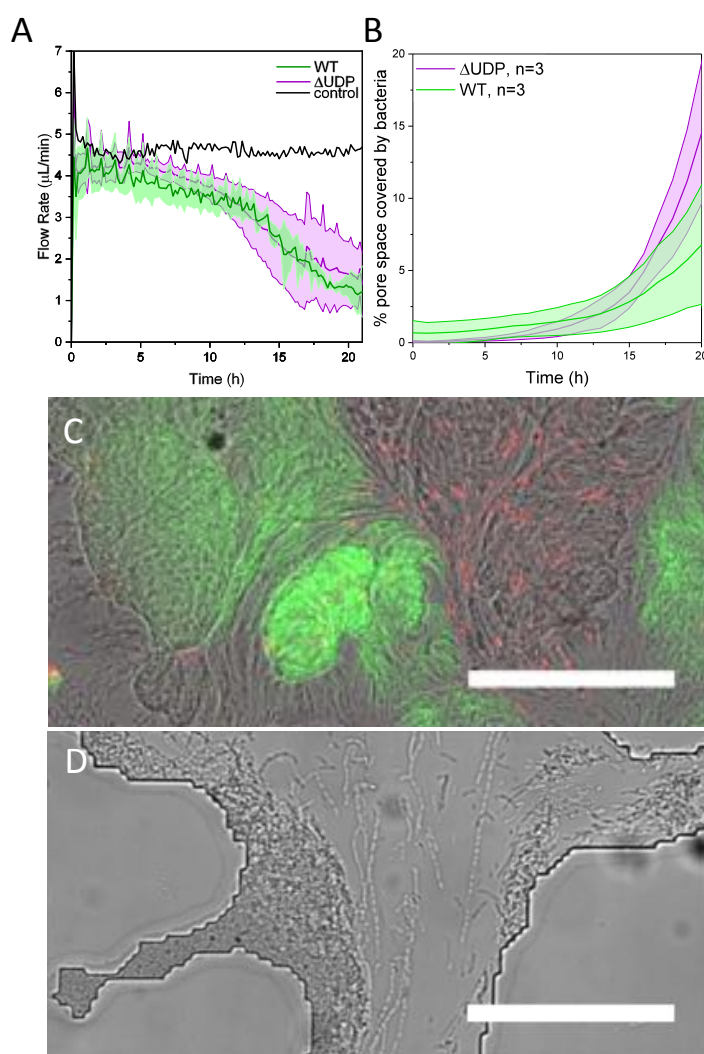 A
7
6
5
4
3
2
1
0
Flow Rate (μL/min)
WT
ΔUDP
control
0
5
10
15
20
Time (h)
B
20
15
10
5
0
% pore space covered by bacteria
ΔUDP, n=3
WT, n=3
0
5
10
15
20
Time (h)
C
D